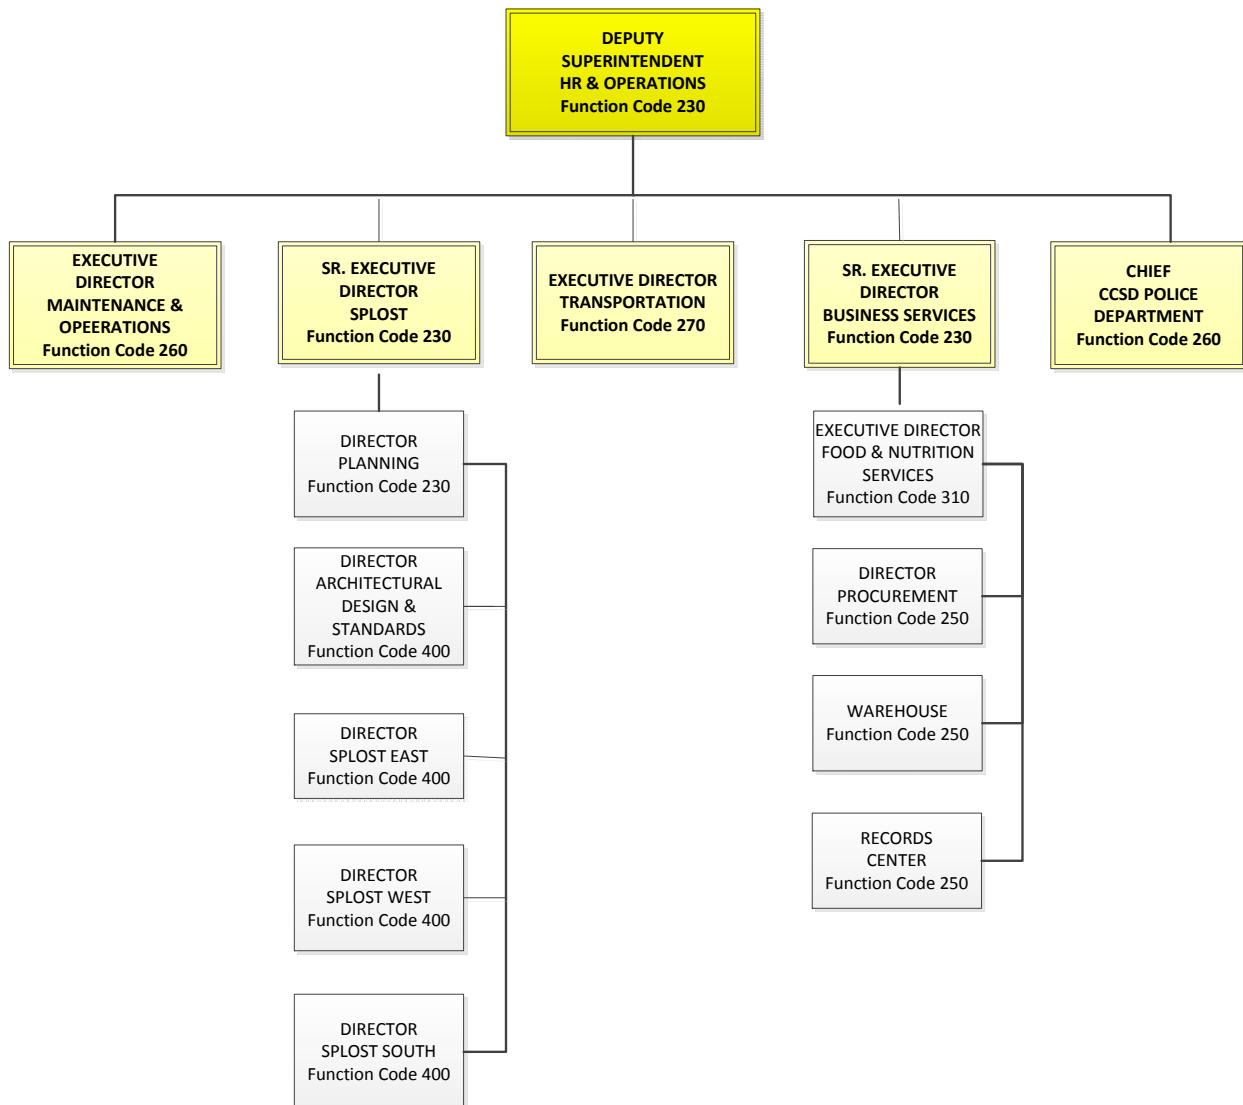 DEPUTY
SUPERINTENDENT
HR & OPERATIONS
Function Code 230
EXECUTIVE
DIRECTOR
MAINTENANCE &
OPEERATIONS
Function Code 260
SR. EXECUTIVE
DIRECTOR
SPLOST
Function Code 230
EXECUTIVE DIRECTOR
TRANSPORTATION
Function Code 270
SR. EXECUTIVE
DIRECTOR
BUSINESS SERVICES
Function Code 230
CHIEF
CCSD POLICE
DEPARTMENT
Function Code 260
DIRECTOR
PLANNING
Function Code 230
DIRECTOR
ARCHITECTURAL
DESIGN &
STANDARDS
Function Code 400
DIRECTOR
SPLOST EAST
Function Code 400
DIRECTOR
SPLOST WEST
Function Code 400
DIRECTOR
SPLOST SOUTH
Function Code 400
EXECUTIVE DIRECTOR
FOOD & NUTRITION
SERVICES
Function Code 310
DIRECTOR
PROCUREMENT
Function Code 250
WAREHOUSE
Function Code 250
RECORDS
CENTER
Function Code 250